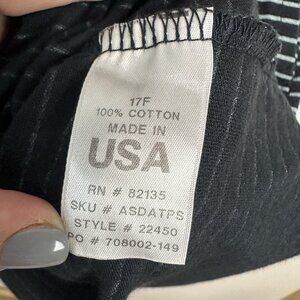 17F
100% COTTON
MADE IN
USA
RN # 82135
SKU # ASDATPS
STYLE # 22450
PO # 708002-149